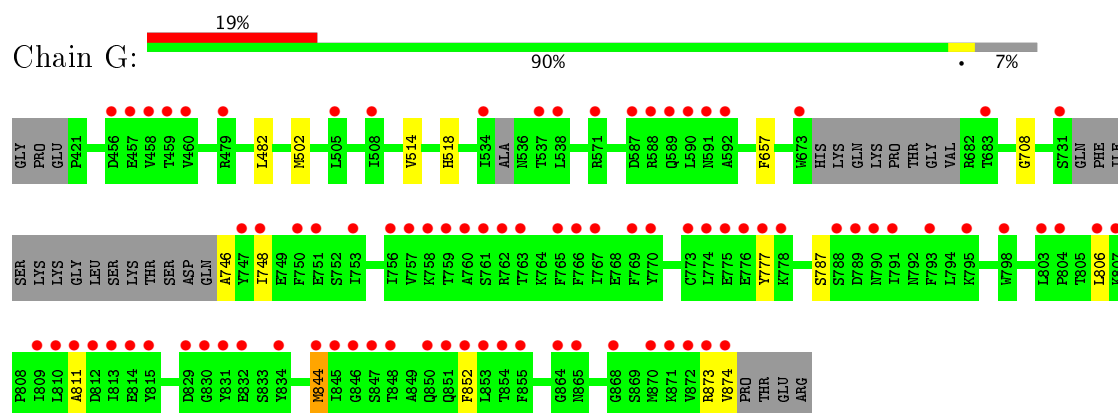 19%
Chain G:
90% • 7%
GLY PRO GLU P421 D456 E457 V458 T459 V460 R479 L482 M502 L505 I508 V514 H518 I534 ALA N536 T537 L538 R571 D587 R588 Q589 L590 N591 A592 F657 W673 HIS LYS GLN LYS PRO THR GLY VAL R682 T683 G708 S731 GLN PHE ILE
SER LYS LYS GLY LEU SER LYS THR SER ASP GLN A746 Y747 I748 E749 F750 E751 S752 I753 I756 V757 K758 T759 A760 S761 R762 T763 K764 F765 F766 I767 E768 F769 Y770 C773 L774 E775 E776 Y777 K778 S787 S788 D789 N790 I791 N792 F793 L794 K795 W798 L803 P804 T805 L806 K807
P808 I809 L810 A811 D812 I813 E814 Y815 D829 G830 Y831 E832 S833 Y834 M844 I845 G846 S847 T848 A849 Q850 Q851 F852 L853 T854 F855 G864 N865 G868 S869 M870 K871 V872 R873 V874 PRO THR GLU ARG